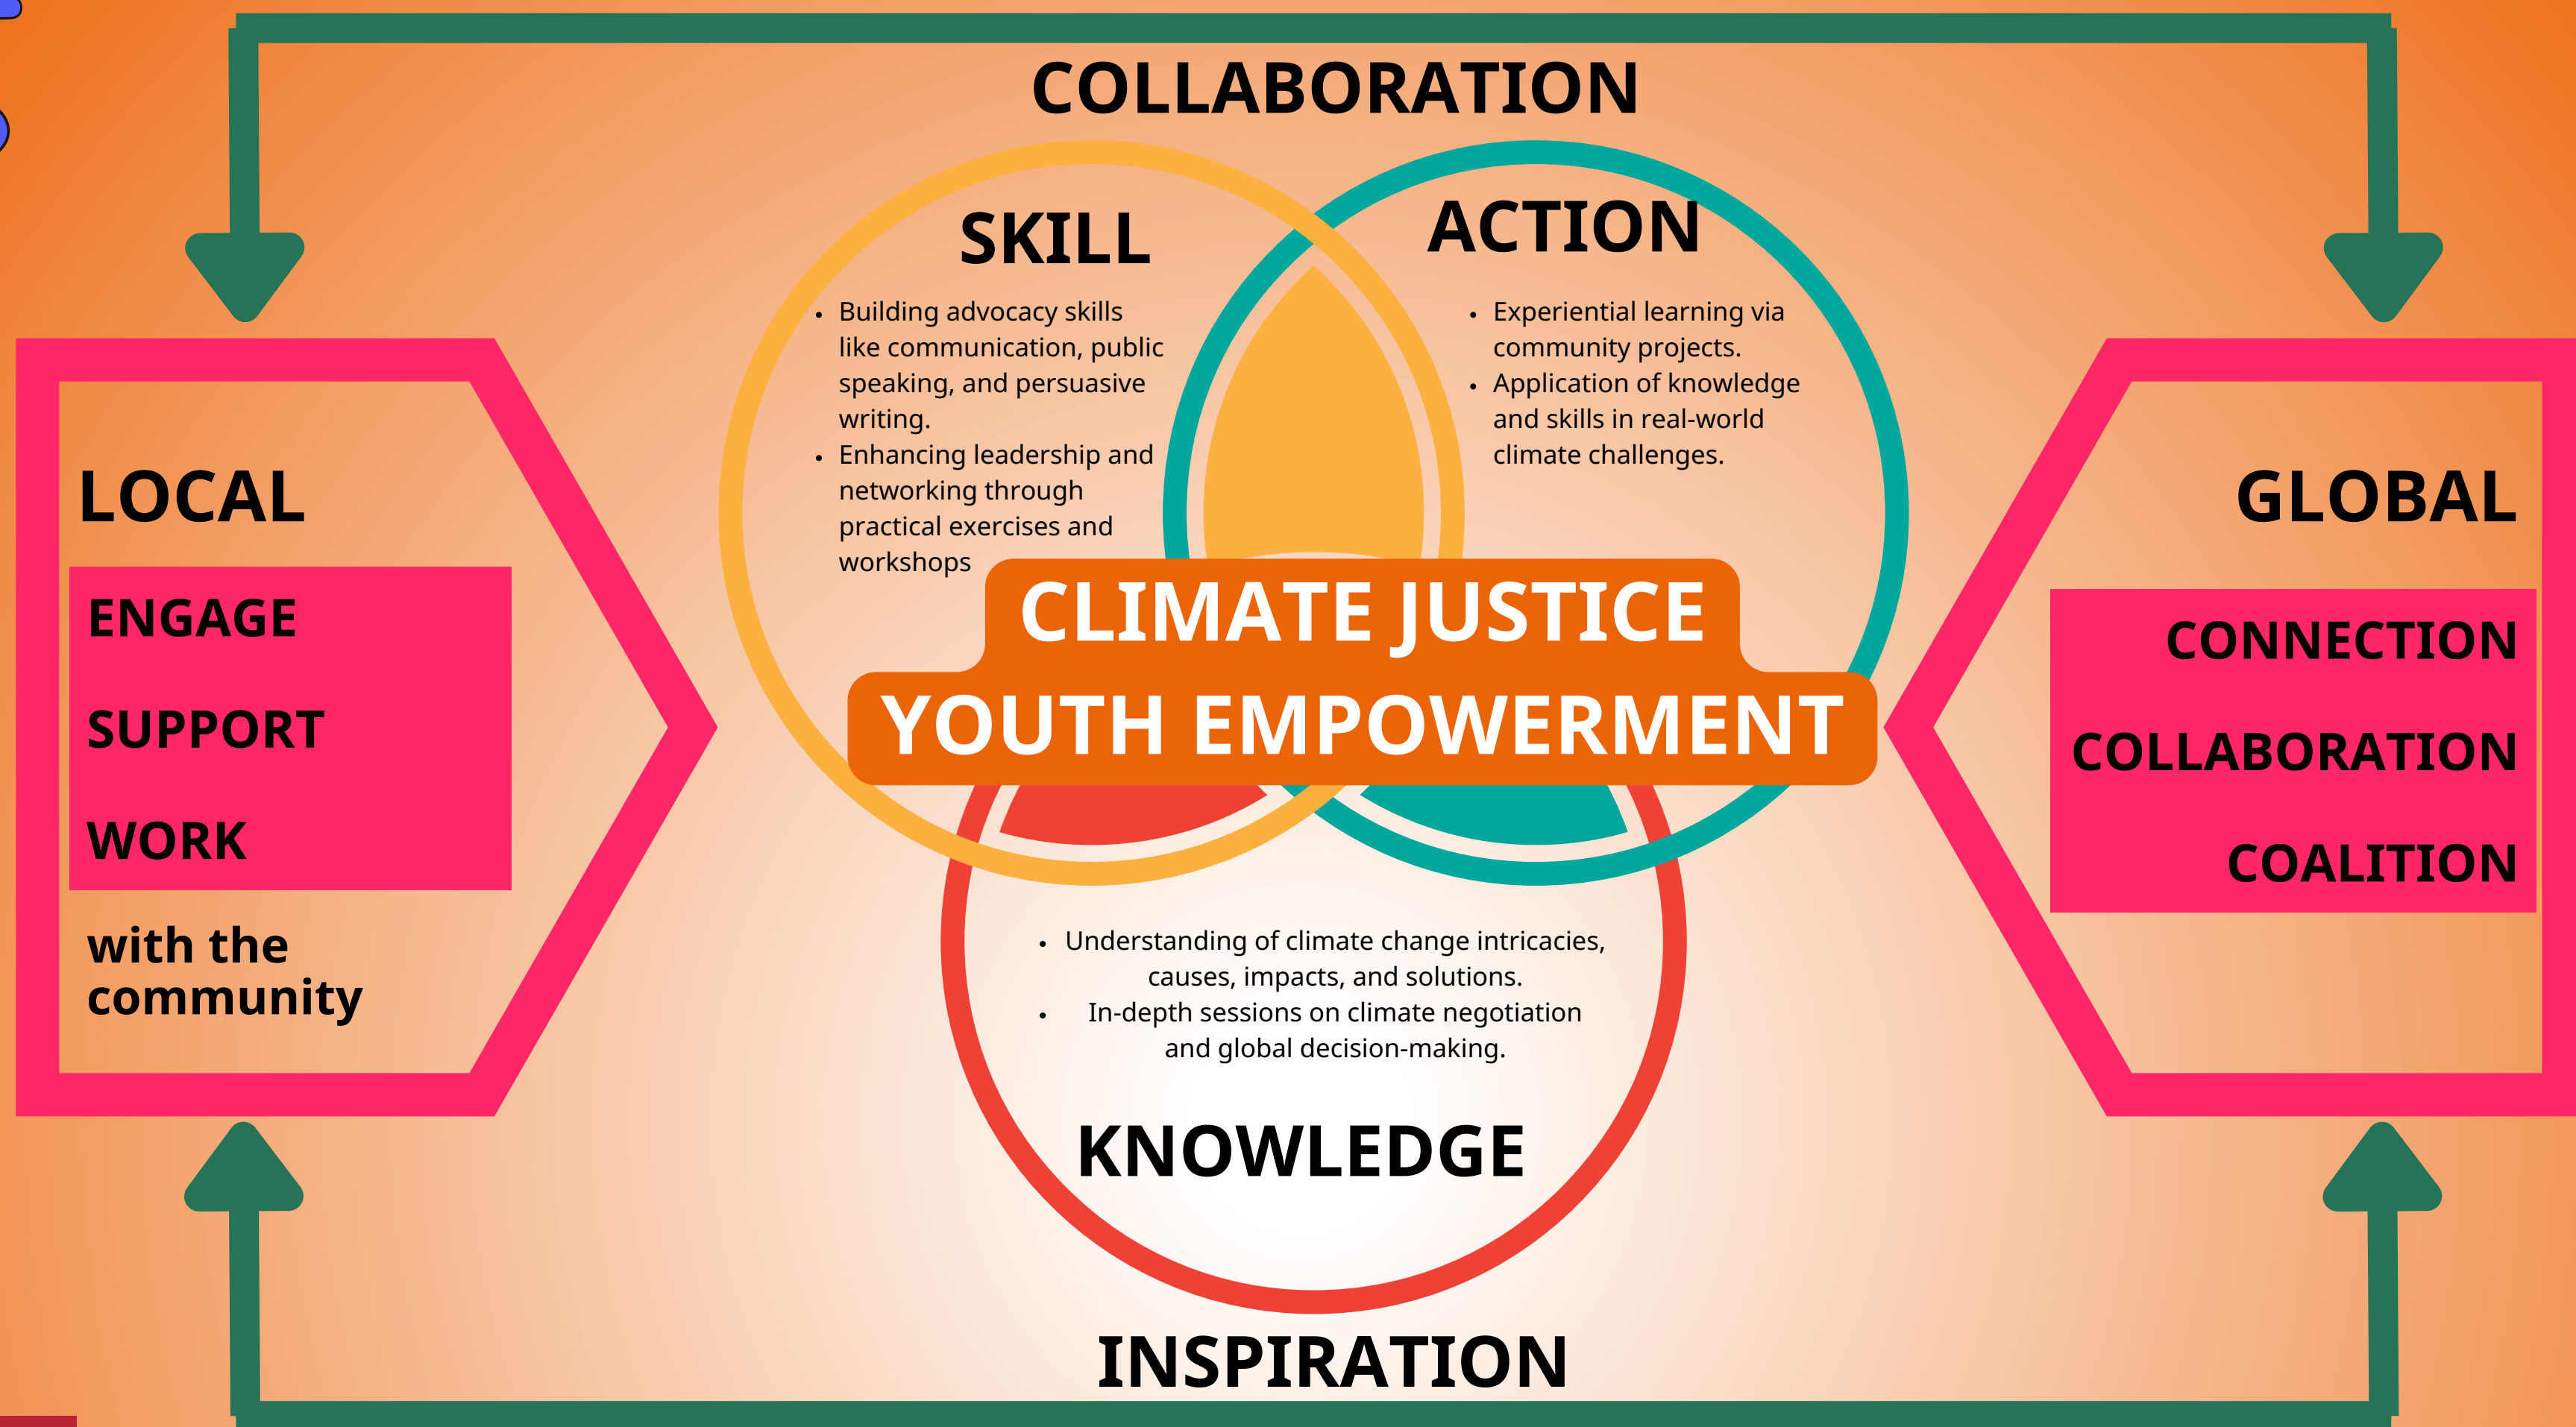 COLLABORATION
SKILL
• Building advocacy skills
like communication, public
speaking, and persuasive
writing.
• Enhancing leadership and
networking through
practical exercises and
workshops
ACTION
• Experiential learning via
community projects.
• Application of knowledge
and skills in real-world
climate challenges.
LOCAL
ENGAGE
SUPPORT
WORK
with the
community
CLIMATE JUSTICE
YOUTH EMPOWERMENT
GLOBAL
CONNECTION
COLLABORATION
COALITION
• Understanding of climate change intricacies,
causes, impacts, and solutions.
• In-depth sessions on climate negotiation
and global decision-making.
KNOWLEDGE
INSPIRATION